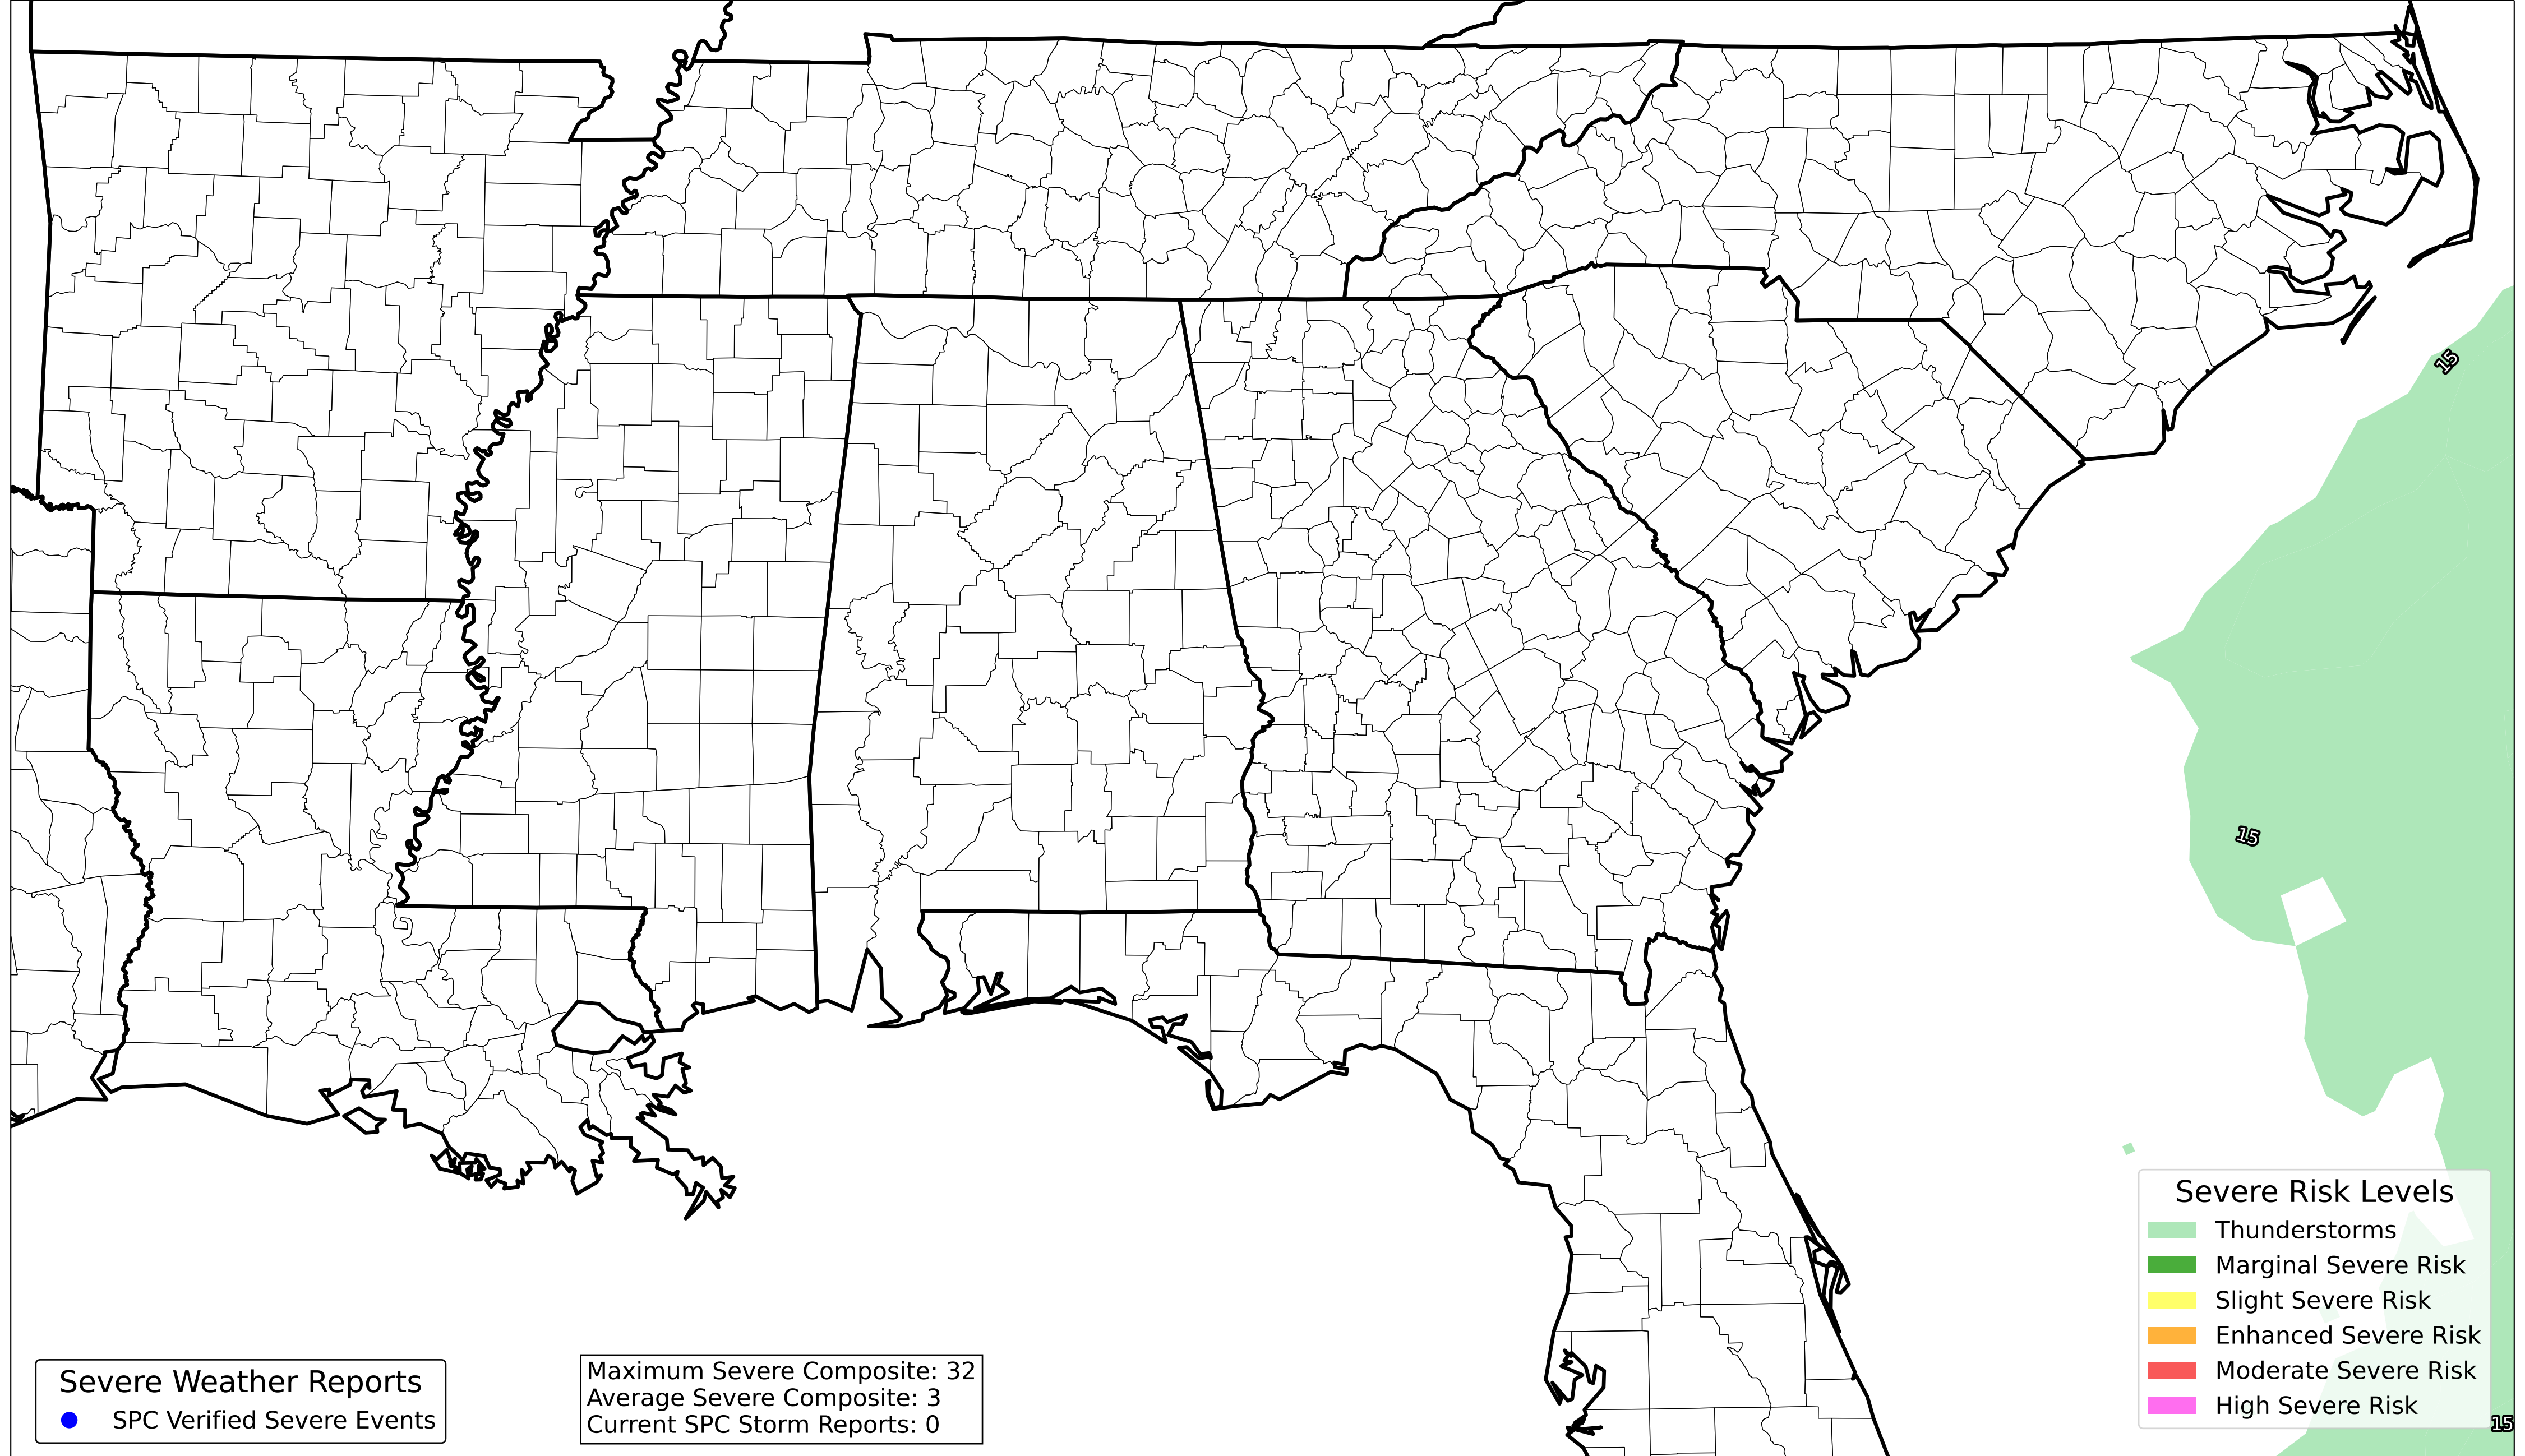 15
15
Severe Risk Levels
Thunderstorms
Marginal Severe Risk
Slight Severe Risk
Enhanced Severe Risk
Moderate Severe Risk
High Severe Risk
15
Severe Weather Reports
SPC Verified Severe Events
Maximum Severe Composite: 32
Average Severe Composite: 3
Current SPC Storm Reports: 0